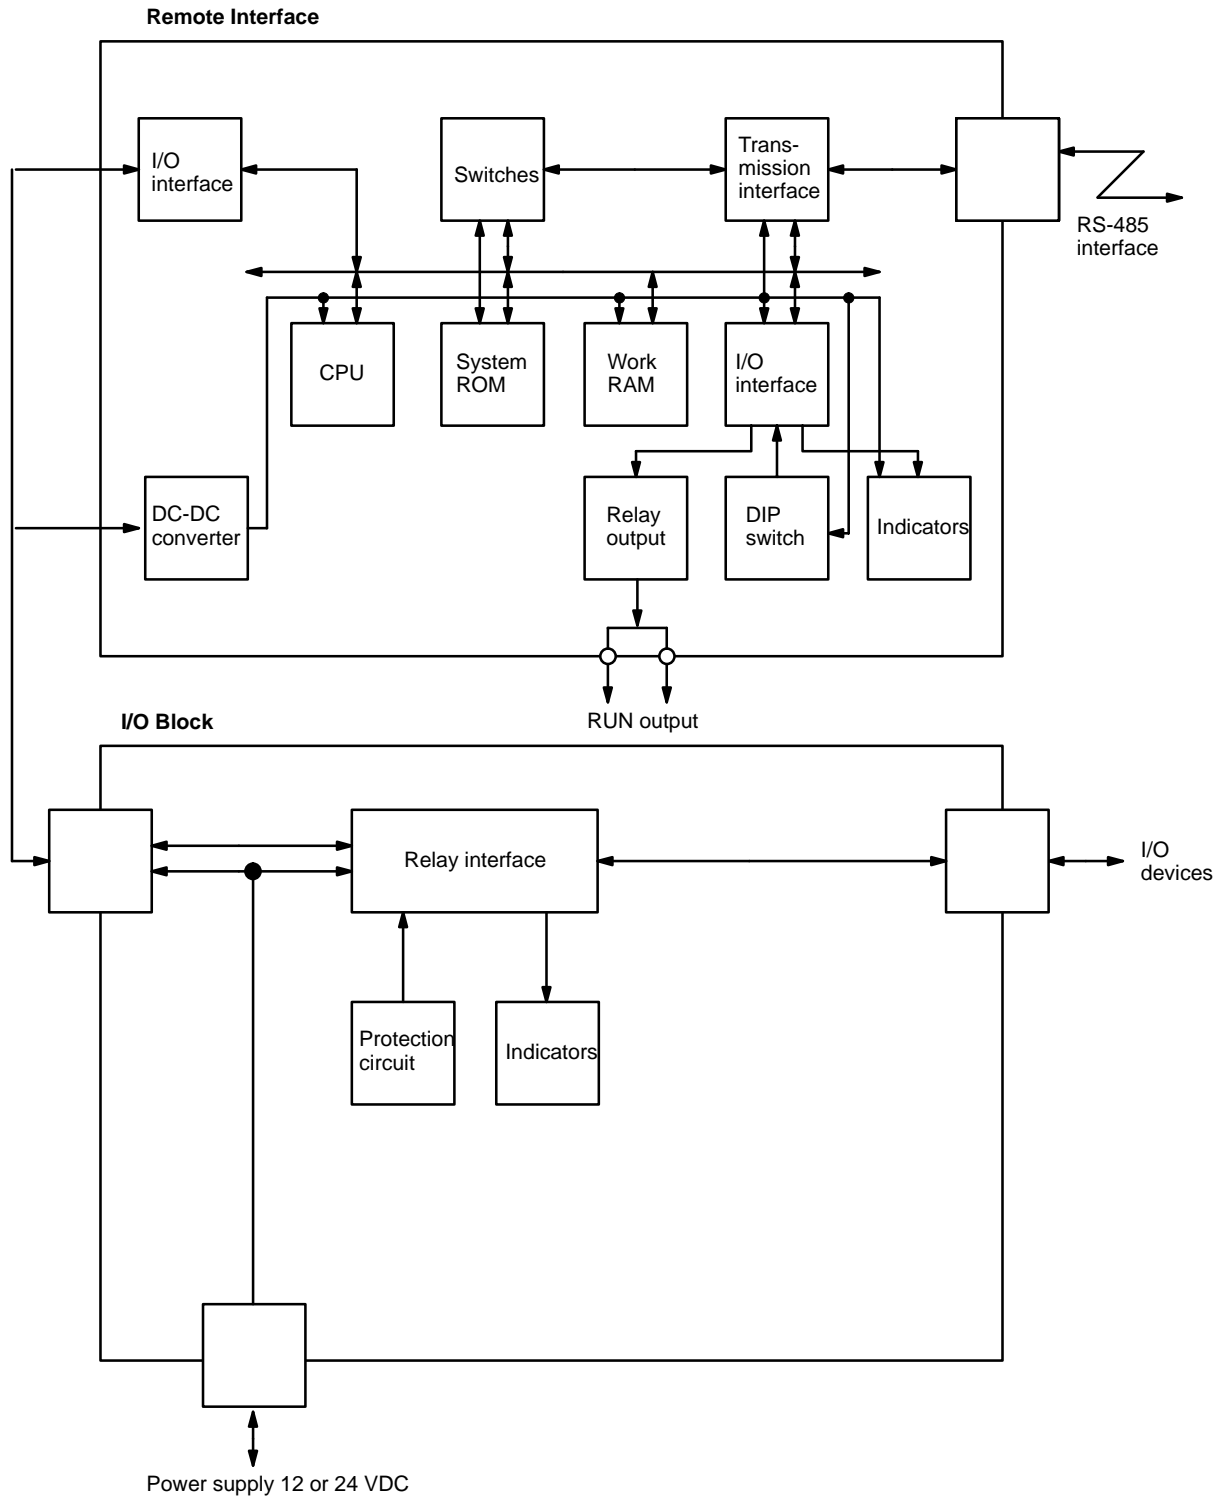 Remote Interface
I/O
interface
Switches
Trans-
mission
interface
RS-485
interface
CPU
System
ROM
Work
RAM
I/O
interface
DC-DC
converter
Relay
output
DIP
switch
Indicators
RUN output
I/O Block
Relay interface
I/O
devices
Protection
circuit
Indicators
Power supply 12 or 24 VDC